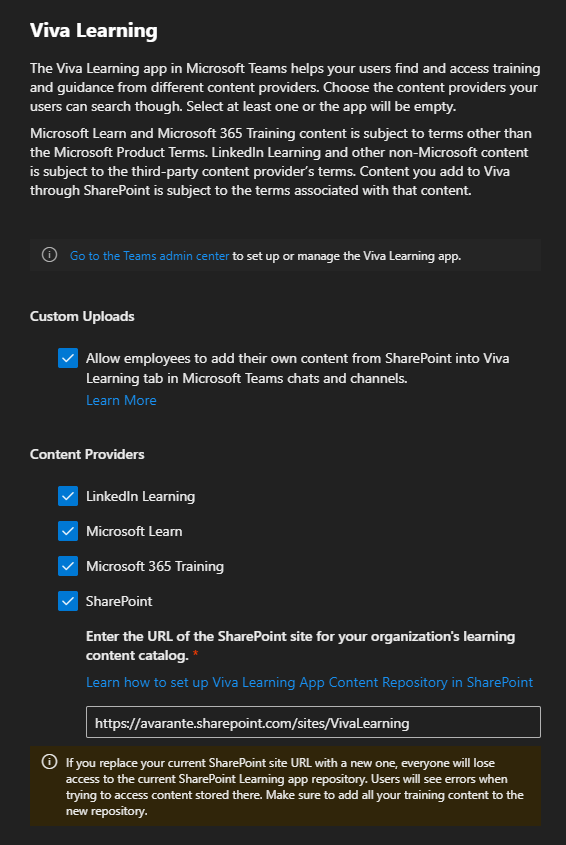 Viva Learning
The Viva Learning app in Microsoft Teams helps your users find and access training
and guidance from different content providers. Choose the content providers your
users can search though. Select at least one or the app will be empty.
Microsoft Learn and Microsoft 365 Training content is subject to terms other than
the Microsoft Product Terms. LinkedIn Learning and other non-Microsoft content
is subject to the third-party content provider's terms. Content you add to Viva
through SharePoint is subject to the terms associated with that content.
Go to the Teams admin center to set up or manage the Viva Learning app.
Custom Uploads
Allow employees to add their own content from SharePoint into Viva
Learning tab in Microsoft Teams chats and channels.
Learn More
Content Providers
LinkedIn Learning
Microsoft Learn
Microsoft 365 Training
SharePoint
Enter the URL of the SharePoint site for your organization's learning
content catalog. *
Learn how to set up Viva Learning App Content Repository in SharePoint
https://avarante.sharepoint.com/sites/VivaLearning
If you replace your current SharePoint site URL with a new one, everyone will lose
access to the current SharePoint Learning app repository. Users will see errors when
trying to access content stored there. Make sure to add all your training content to the
new repository.